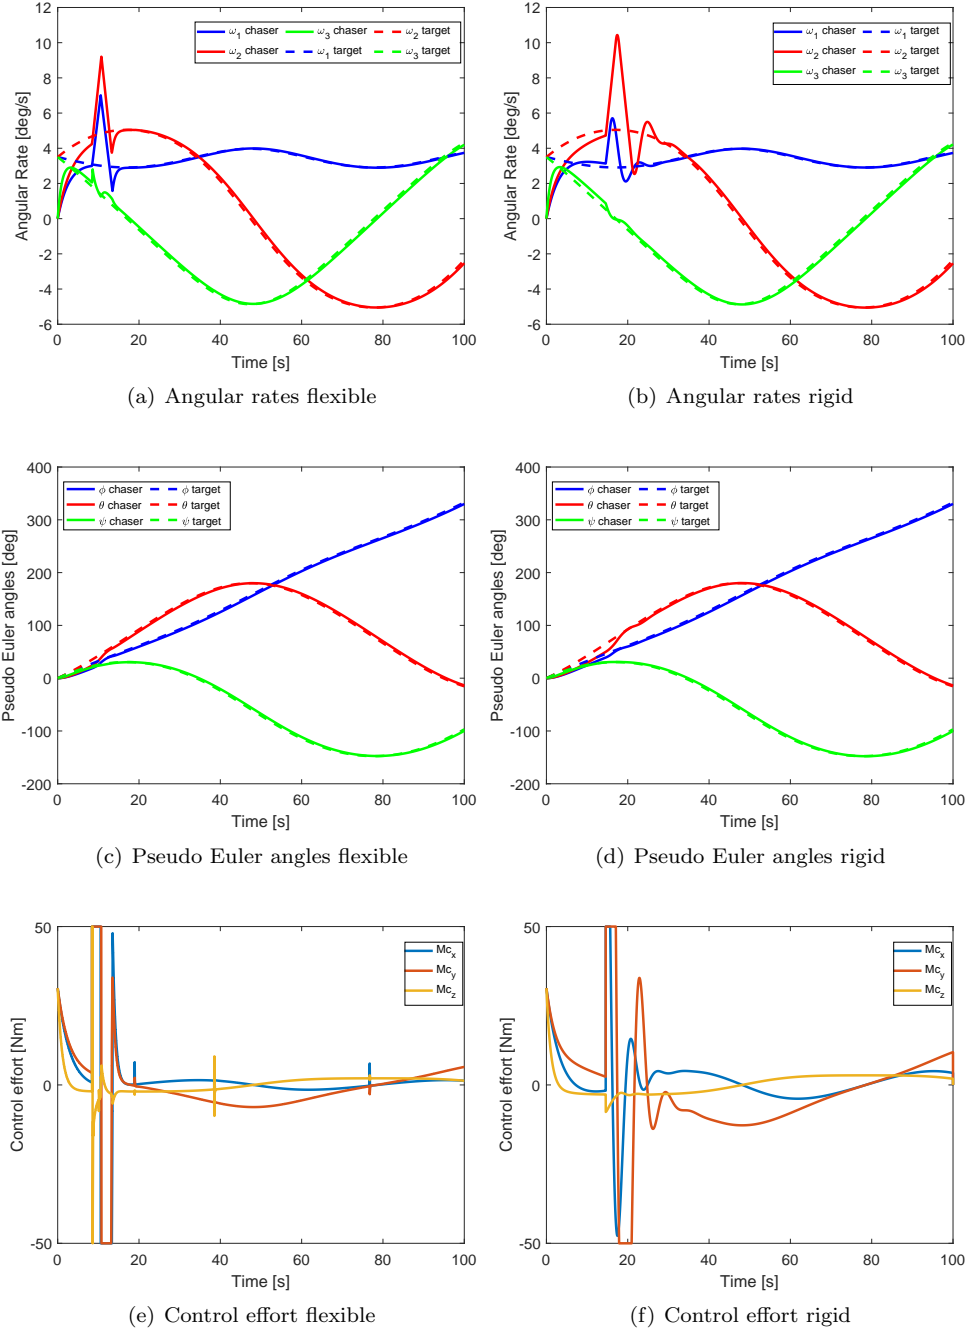 12
10
8
6
4
2
0
-2
-4
-6
Angular Rate [deg/s]
ω1 chaser ω3 chaser ω2 target
ω2 chaser ω1 target ω3 target
0 20 40 60 80 100
Time [s]
(a) Angular rates flexible
12
10
8
6
4
2
0
-2
-4
-6
Angular Rate [deg/s]
ω1 chaser ω1 target
ω2 chaser ω2 target
ω3 chaser ω3 target
0 20 40 60 80 100
Time [s]
(b) Angular rates rigid
400
300
200
100
0
-100
-200
Pseudo Euler angles [deg]
ϕ chaser ϕ target
θ chaser θ target
ψ chaser ψ target
0 20 40 60 80 100
Time [s]
(c) Pseudo Euler angles flexible
400
300
200
100
0
-100
-200
Pseudo Euler angles [deg]
ϕ chaser ϕ target
θ chaser θ target
ψ chaser ψ target
0 20 40 60 80 100
Time [s]
(d) Pseudo Euler angles rigid
50
0
-50
Control effort [Nm]
Mcx
Mcy
Mcz
0 20 40 60 80 100
Time [s]
(e) Control effort flexible
50
0
-50
Control effort [Nm]
Mcx
Mcy
Mcz
0 20 40 60 80 100
Time [s]
(f) Control effort rigid